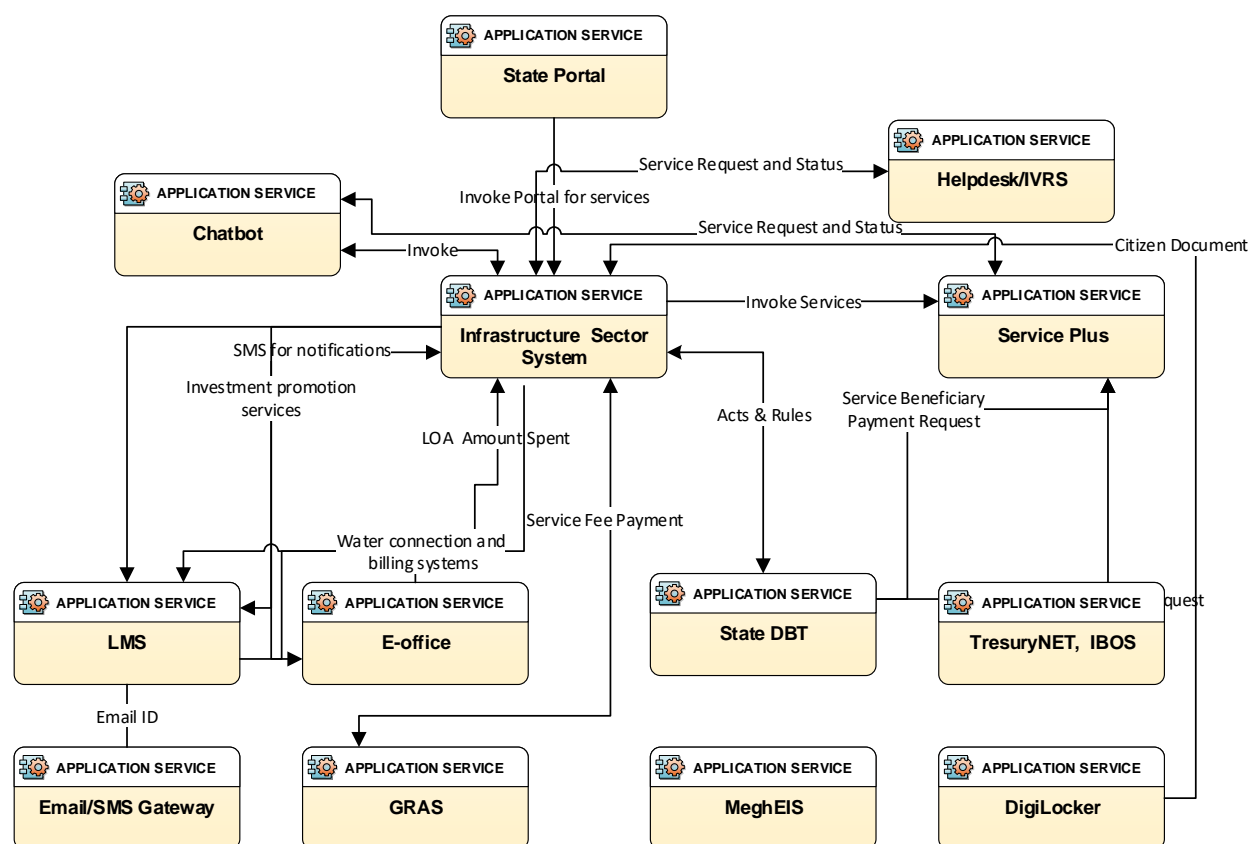 APPLICATION SERVICE
State Portal
APPLICATION SERVICE
Helpdesk/IVRS
Service Request and Status
Invoke Portal for services
APPLICATION SERVICE
Chatbot
Service Request and Status
Invoke
Citizen Document
APPLICATION SERVICE
Infrastructure Sector
System
Invoke Services
APPLICATION SERVICE
Service Plus
SMS for notifications
Investment promotion
services
LOA Amount Spent
Acts & Rules
Service Beneficiary
Payment Request
Service Fee Payment
Water connection and
billing systems
APPLICATION SERVICE
LMS
APPLICATION SERVICE
E-office
APPLICATION SERVICE
State DBT
APPLICATION SERVICE
TresuryNET, IBOS
quest
Email ID
APPLICATION SERVICE
Email/SMS Gateway
APPLICATION SERVICE
GRAS
APPLICATION SERVICE
MeghEIS
APPLICATION SERVICE
DigiLocker